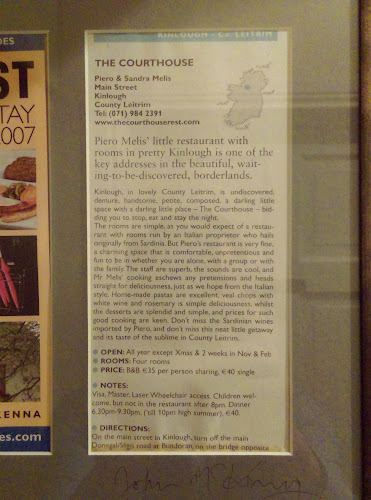 DES
ST
TAY
2007
ENNA
es.com
KINLOUGH - Co. LEITRIM
THE COURTHOUSE
Piero & Sandra Melis
Main Street
Kinlough
County Leitrim
Tel: (071) 984 2391
www.thecourthouserest.com
Piero Melis' little restaurant with
rooms in pretty Kinlough is one of the
key addresses in the beautiful, wait-
ing-to-be-discovered, borderlands.
Kinlough, in lovely County Leitrim, is undiscovered,
demure, handsome, petite, composed, a darling little
space with a darling little place – The Courthouse – bid-
ding you to stop, eat and stay the night.
The rooms are simple, as you would expect of a restau-
rant with rooms run by an Italian proprietor who hails
originally from Sardinia. But Piero's restaurant is very fine,
a charming space that is comfortable, unpretentious and
fun to be in whether you are alone, with a group or with
the family. The staff are superb, the sounds are cool, and
Mr Melis' cooking eschews any pretensions and heads
straight for deliciousness, just as we hope from the Italian
style. Home-made pastas are excellent, veal chops with
white wine and rosemary is simple deliciousness, whilst
the desserts are splendid and simple, and prices for such
good cooking are keen. Don't miss the Sardinian wines
imported by Piero, and don't miss this neat little getaway
and its taste of the sublime in County Leitrim.
● OPEN: All year except Xmas & 2 weeks in Nov & Feb
● ROOMS: Four rooms
● PRICE: B&B €35 per person sharing, €40 single
● NOTES:
Visa, Master, Laser. Wheelchair access. Children wel-
come, but not in the restaurant after 8pm. Dinner
6.30pm-9.30pm, ('till 10pm high summer), €40.
● DIRECTIONS:
On the main street in Kinlough, turn off the main
Donegal/Sligo road at Bundoran, on the bridge opposite
John